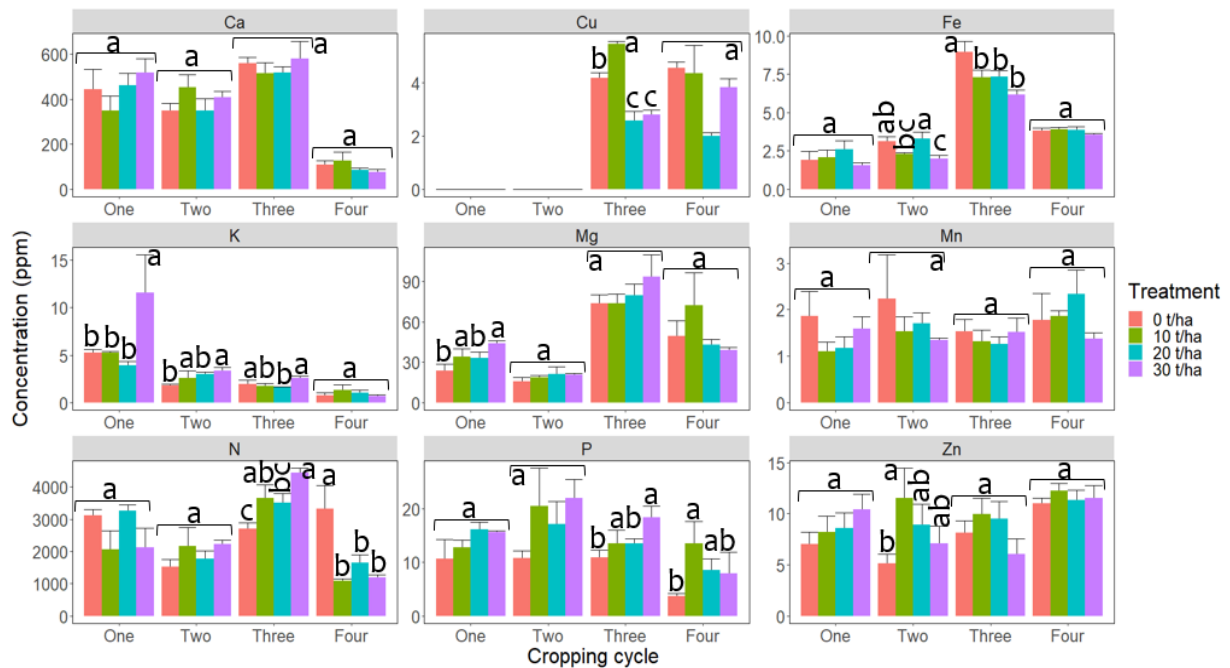 Ca Cu Fe
a a a
600
400
200
0
One Two Three Four
b a c c a
4
2
0
One Two Three Four
a ab bc a c a b b b a
10.0
7.5
5.0
2.5
0.0
One Two Three Four
K Mg Mn
b b b a b ab a a b ab b a a
15
10
5
0
One Two Three Four
b ab ab a a a a
90
60
30
0
One Two Three Four
a a a a
3
2
1
0
One Two Three Four
N P Zn
a a c ab bc a a b b b
4000
3000
2000
1000
0
One Two Three Four
a a b ab b a b a ab ab
20
10
0
One Two Three Four
a b a ab ab a a
15
10
5
0
One Two Three Four
Concentration (ppm)
Cropping cycle
Treatment
0 t/ha
10 t/ha
20 t/ha
30 t/ha